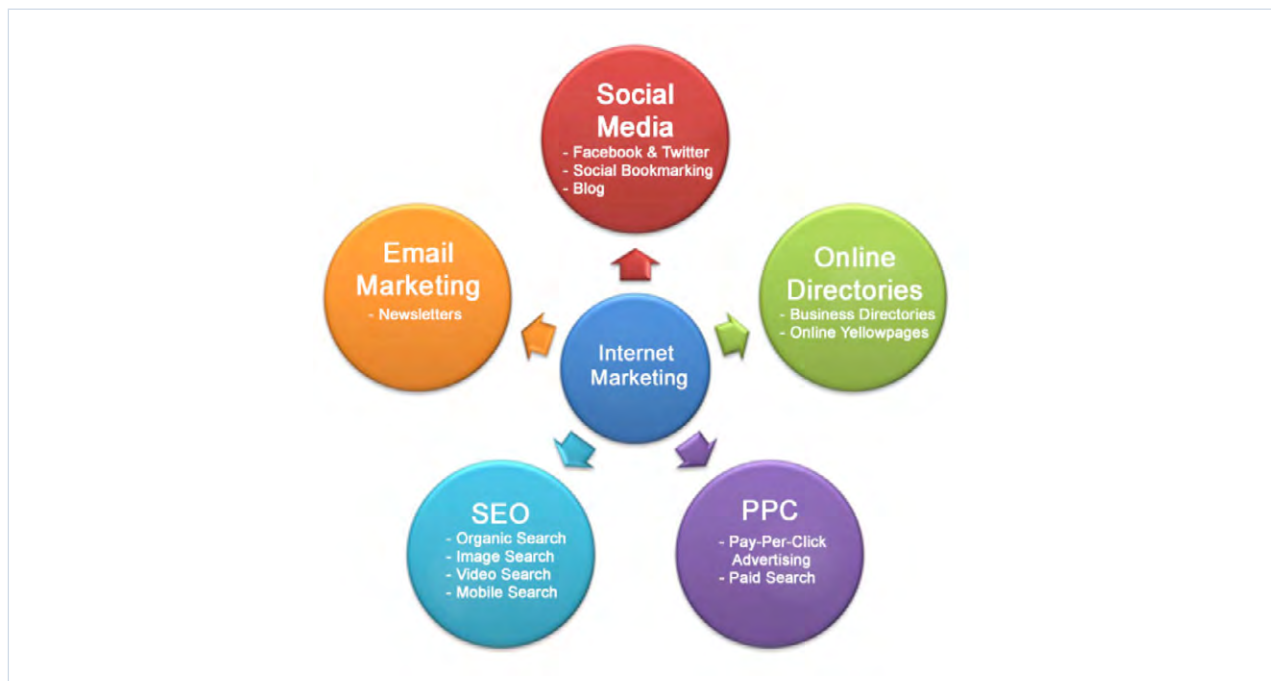 Social
Media
- Facebook & Twitter
- Social Bookmarking
- Blog
Email
Marketing
- Newsletters
Online
Directories
- Business Directories
- Online Yellowpages
Internet
Marketing
SEO
- Organic Search
- Image Search
- Video Search
- Mobile Search
PPC
- Pay-Per-Click
Advertising
- Paid Search